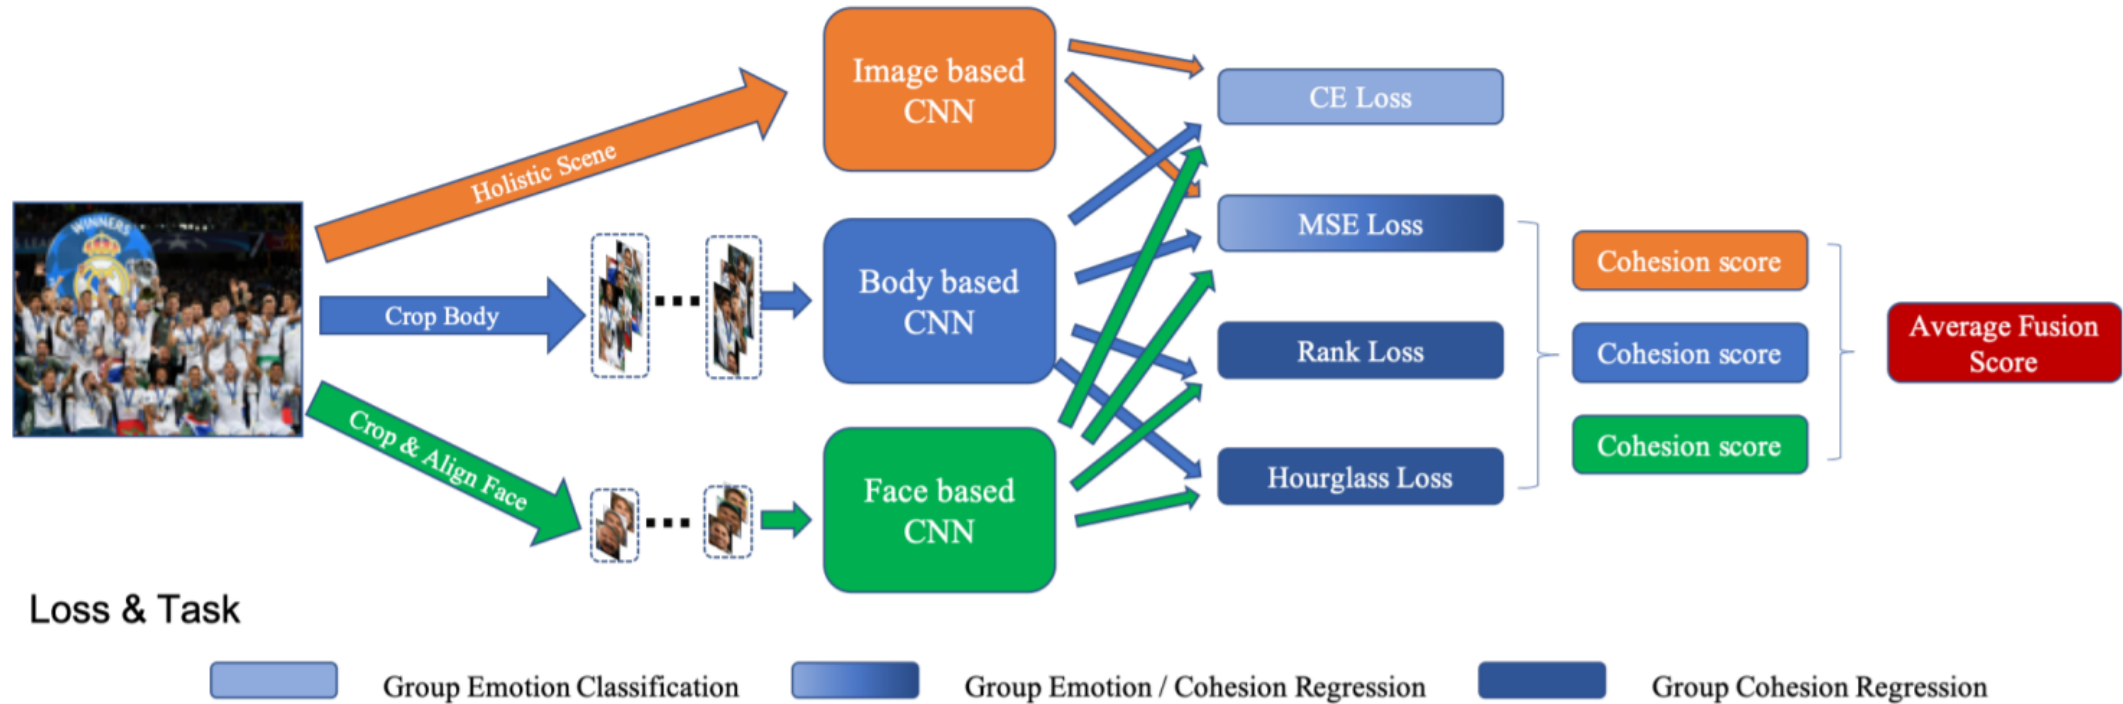 Image based
CNN
CE Loss
Holistic Scene
WINNERS
MSE Loss
Cohesion score
Body based
CNN
Crop Body
Rank Loss
Cohesion score
Average Fusion
Score
Crop & Align Face
Cohesion score
Face based
CNN
Hourglass Loss
Loss & Task
Group Emotion Classification
Group Emotion / Cohesion Regression
Group Cohesion Regression